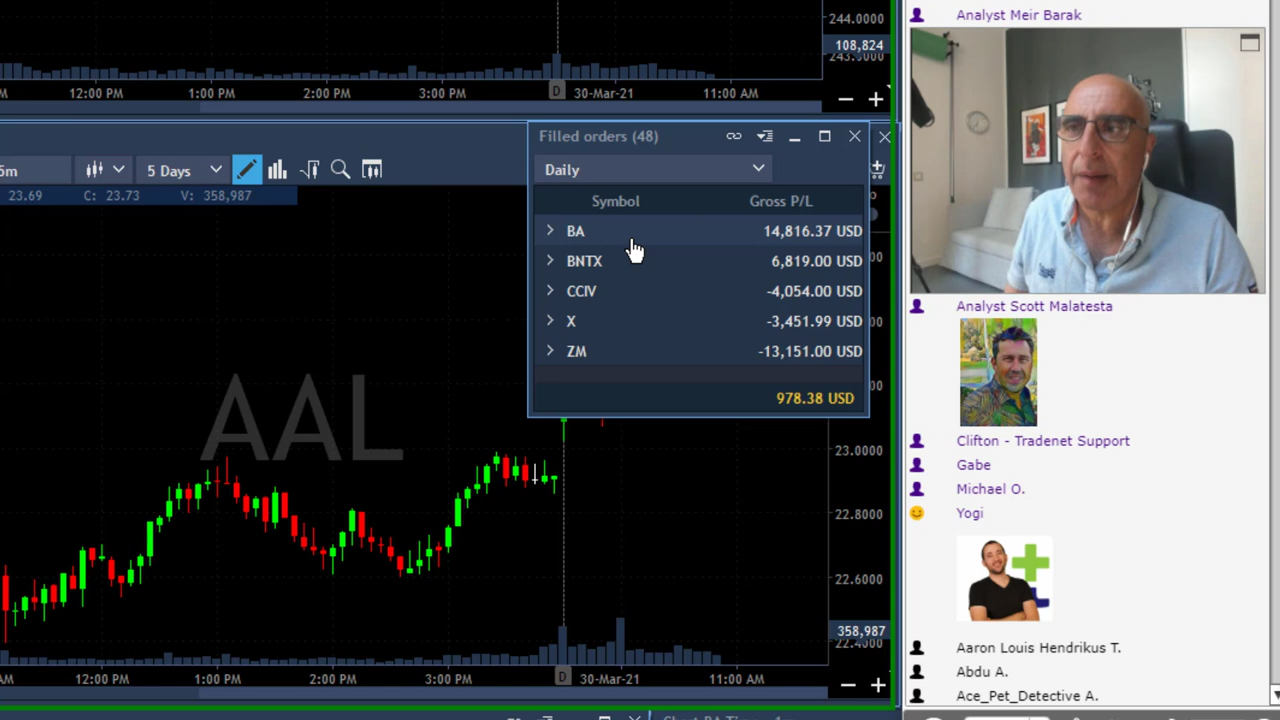 244.0000
108,824
243.0000
12:00 PM 1:00 PM 2:00 PM 3:00 PM D 30-Mar-21 11:00 AM
Filled orders (48)
5m
5 Days
Daily
23.69 C: 23.73 V: 358,987
Symbol Gross P/L
BA 14,816.37 USD
BNTX 6,819.00 USD
CCIV -4,054.00 USD
X -3,451.99 USD
ZM -13,151.00 USD
978.38 USD
AAL
23.0000
22.8000
22.6000
358,987
22.4000
12:00 PM 1:00 PM 2:00 PM 3:00 PM D 30-Mar-21 11:00 AM
Analyst Meir Barak
Analyst Scott Malatesta
Clifton - Tradenet Support
Gabe
Michael O.
Yogi
Aaron Louis Hendrikus T.
Abdu A.
Ace_Pet_Detective A.